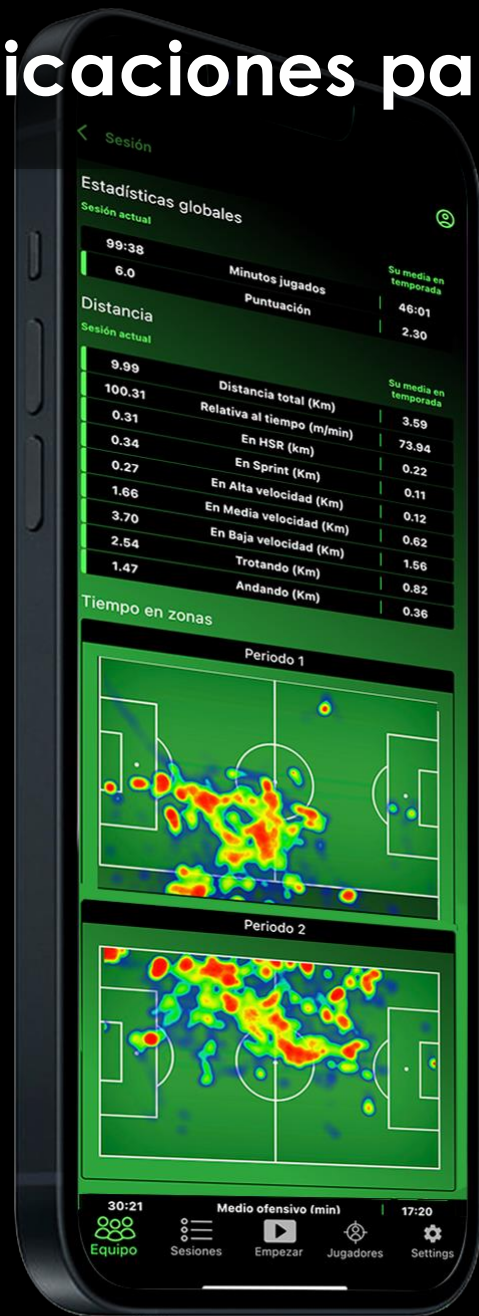 icaciones pa
Sesión
Estadísticas globales
Sesión actual
Su media en
temporada
99:38 Minutos jugados 46:01
6.0 Puntuación 2.30
Distancia
Sesión actual
Su media en
temporada
9.99 Distancia total (Km) 3.59
100.31 Relativa al tiempo (m/min) 73.94
0.31 En HSR (km) 0.22
0.34 En Sprint (Km) 0.11
0.27 En Alta velocidad (Km) 0.12
1.66 En Media velocidad (Km) 0.62
3.70 En Baja velocidad (Km) 1.56
2.54 Trotando (Km) 0.82
1.47 Andando (Km) 0.36
Tiempo en zonas
Periodo 1
Periodo 2
30:21 Medio ofensivo (min) 17:20
Equipo Sesiones Empezar Jugadores Settings